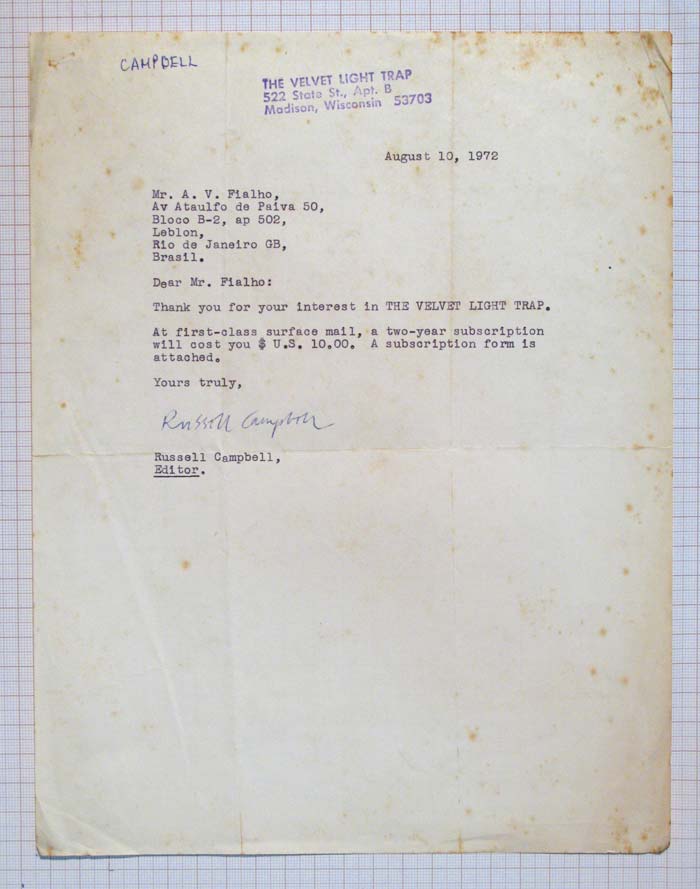 CAMPBELL
THE VELVET LIGHT TRAP
522 State St., Apt. B
Madison, Wisconsin 53703
August 10, 1972
Mr. A. V. Fialho,
Av Ataulfo de Paiva 50,
Bloco B-2, ap 502,
Leblon,
Rio de Janeiro GB,
Brasil.
Dear Mr. Fialho:
Thank you for your interest in THE VELVET LIGHT TRAP.
At first-class surface mail, a two-year subscription
will cost you $ U.S. 10.00. A subscription form is
attached.
Yours truly,
Russell Campbell
Russell Campbell,
Editor.